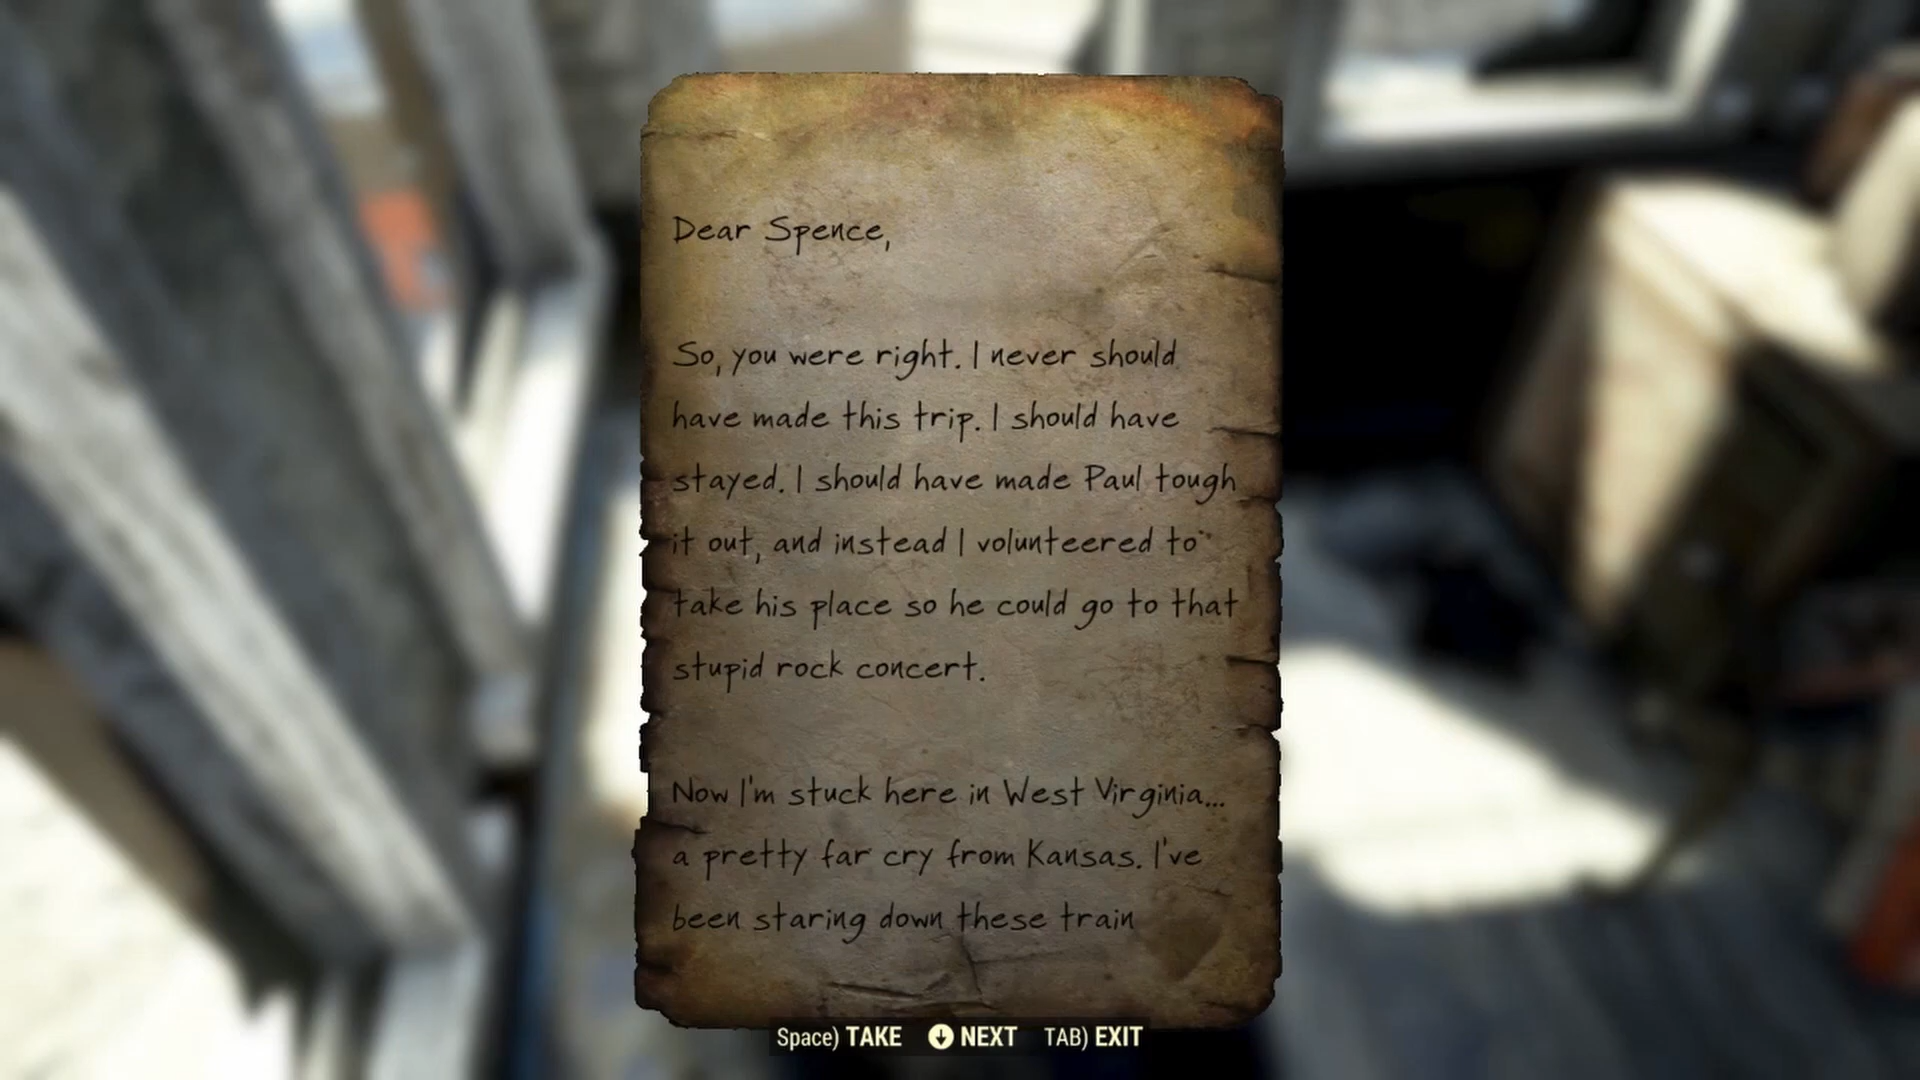 Dear Spence,
So, you were right. I never should
have made this trip. I should have
stayed. I should have made Paul tough
it out, and instead I volunteered to
take his place so he could go to that
stupid rock concert.
Now I'm stuck here in West Virginia...
a pretty far cry from Kansas. I've
been staring down these train
Space) TAKE NEXT TAB) EXIT